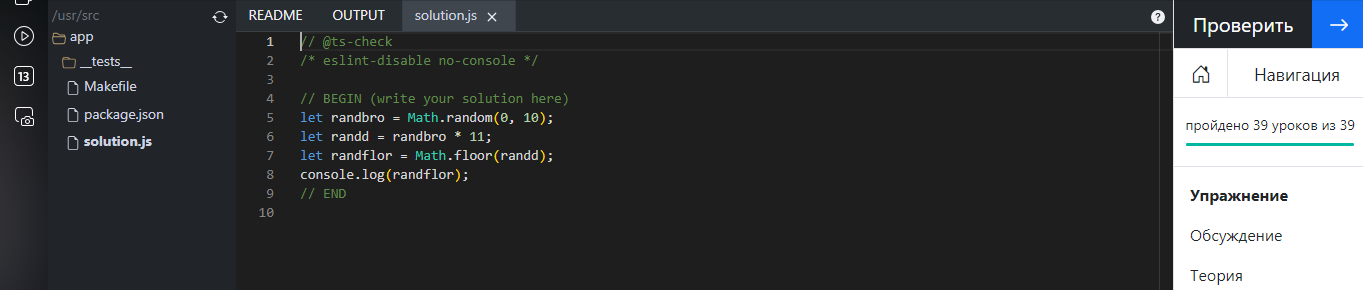 /usr/src
app
__tests__
Makefile
package.json
solution.js
13
README OUTPUT solution.js ×
?
1 // @ts-check
2 /* eslint-disable no-console */
3
4 // BEGIN (write your solution here)
5 let randbro = Math.random(0, 10);
6 let randd = randbro * 11;
7 let randflor = Math.floor(randd);
8 console.log(randflor);
9 // END
10
Проверить
Навигация
пройдено 39 уроков из 39
Упражнение
Обсуждение
Теория